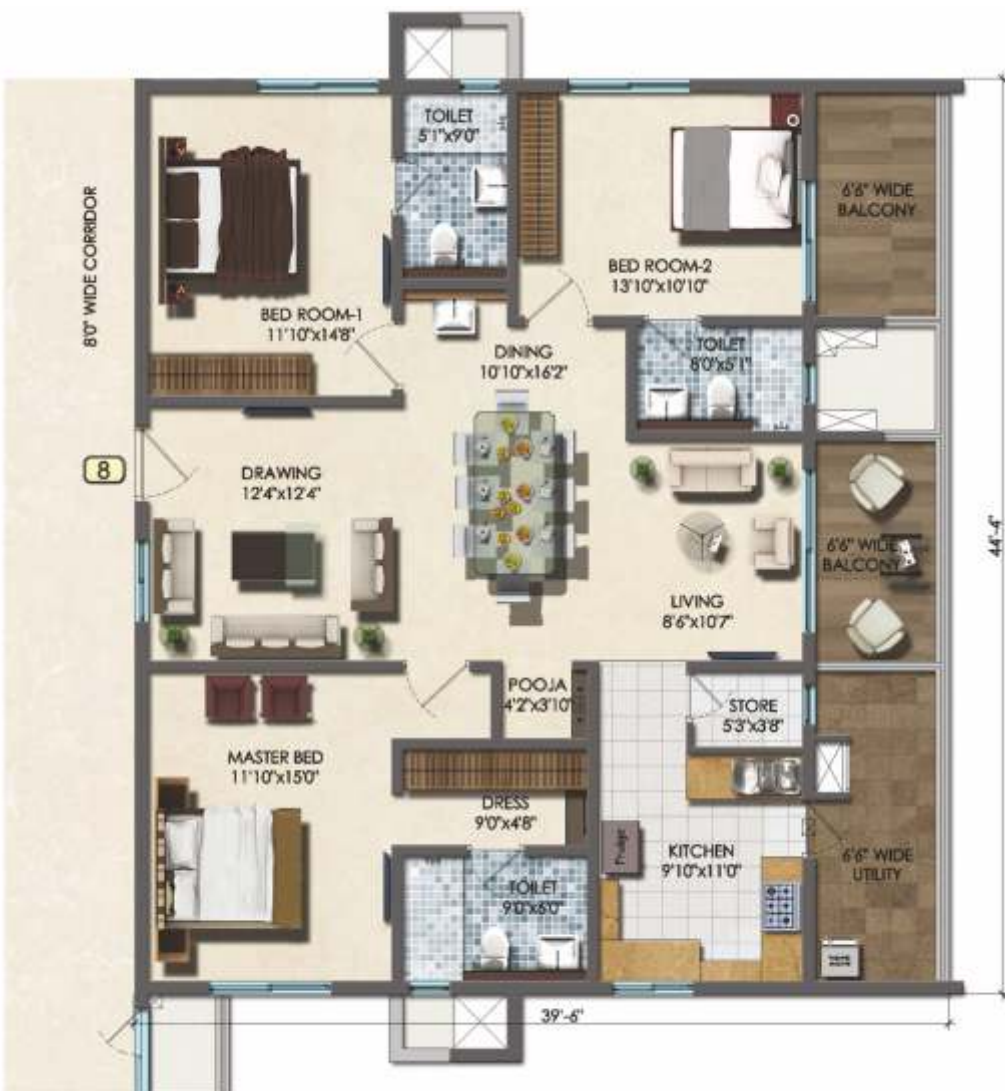 TOILET
5'1"x9'0"
6'6" WIDE
BALCONY
8'0" WIDE CORRIDOR
BED ROOM-2
13'10"x10'10"
BED ROOM-1
11'10"x14'8"
DINING
10'10"x16'2"
TOILET
8'0"x5'1"
8
DRAWING
12'4"x12'4"
44'-4"
6'6" WIDE
BALCONY
LIVING
8'6"x10'7"
POOJA
4'2"x3'10"
STORE
5'3"x3'8"
MASTER BED
11'10"x15'0"
DRESS
9'0"x4'8"
KITCHEN
9'10"x11'0"
Fridge
6'6" WIDE
UTILITY
TOILET
9'0"x6'0"
39'-6"